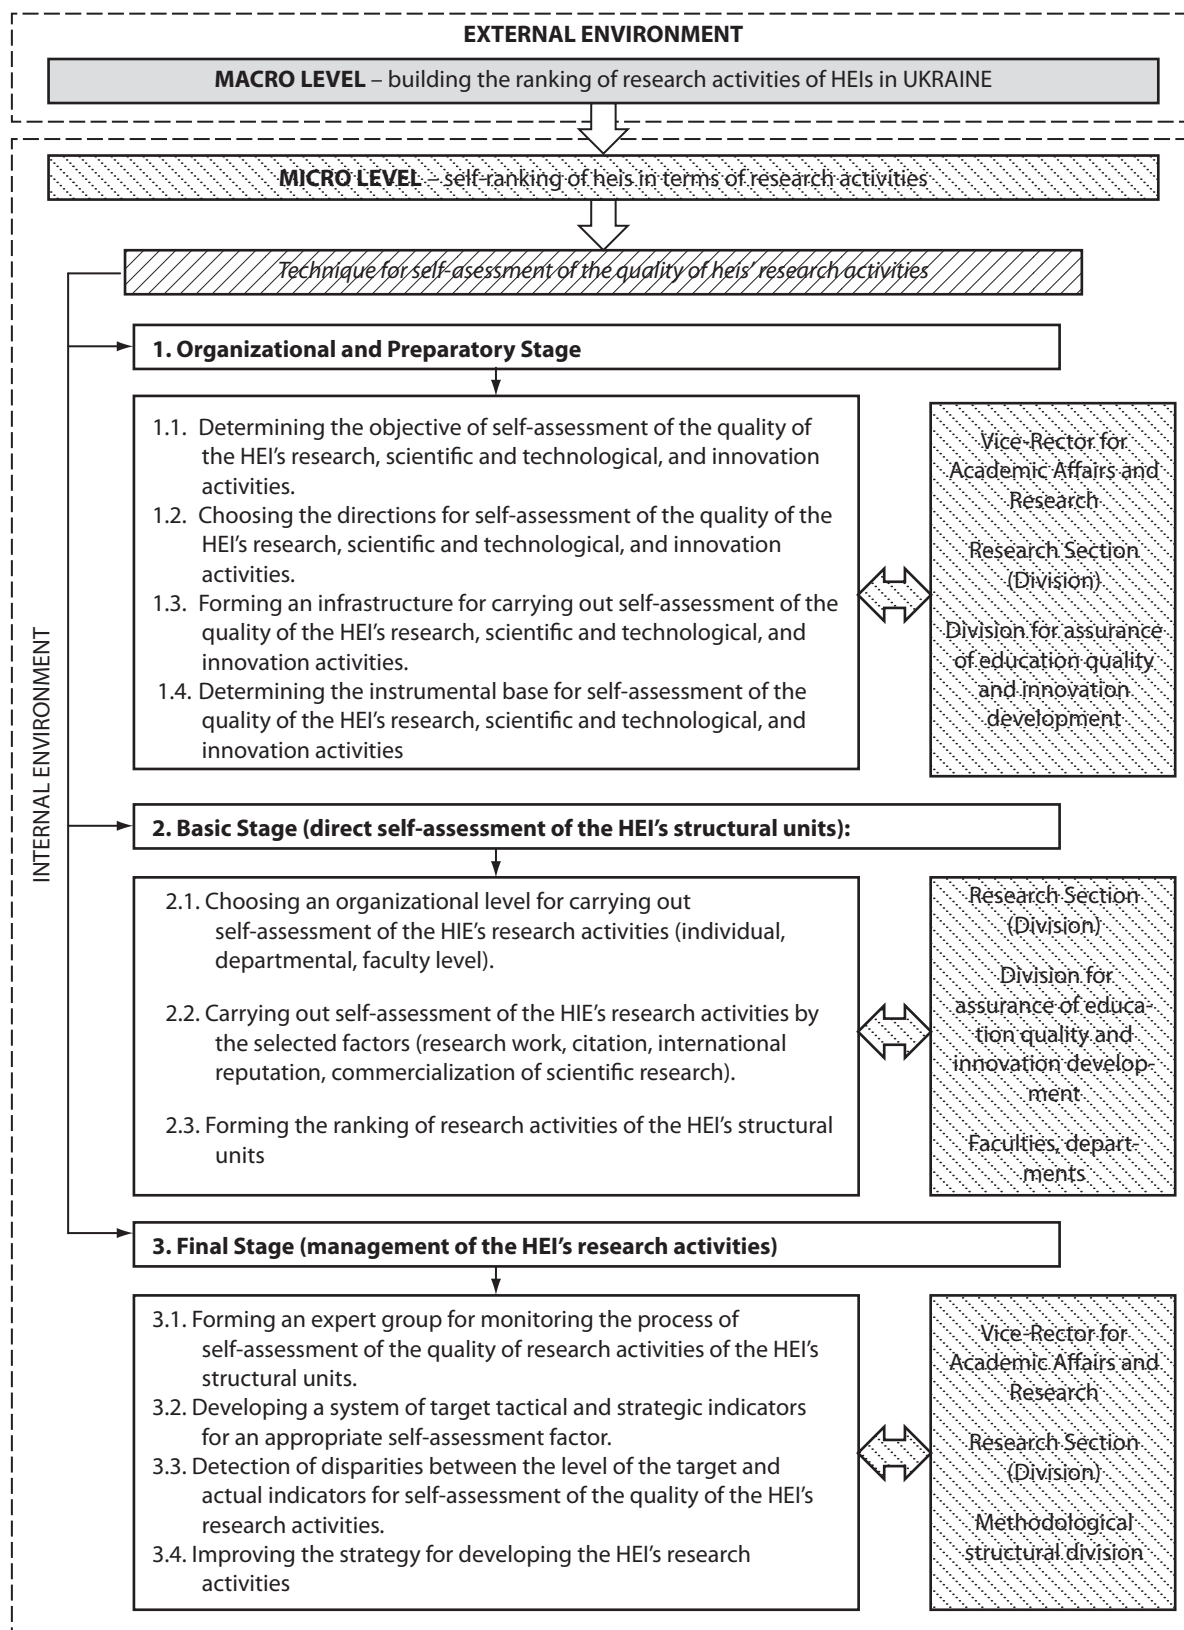 EXTERNAL ENVIRONMENT
MACRO LEVEL – building the ranking of research activities of HEIs in UKRAINE
MICRO LEVEL – self-ranking of heis in terms of research activities
Technique for self-asessment of the quality of heis' research activities
INTERNAL ENVIRONMENT
1. Organizational and Preparatory Stage
1.1. Determining the objective of self-assessment of the quality of
the HEI's research, scientific and technological, and innovation
activities.
1.2. Choosing the directions for self-assessment of the quality of the
HEI's research, scientific and technological, and innovation
activities.
1.3. Forming an infrastructure for carrying out self-assessment of the
quality of the HEI's research, scientific and technological, and
innovation activities.
1.4. Determining the instrumental base for self-assessment of the
quality of the HEI's research, scientific and technological, and
innovation activities
Vice-Rector for
Academic Affairs and
Research
Research Section
(Division)
Division for assurance
of education quality
and innovation
development
2. Basic Stage (direct self-assessment of the HEI's structural units):
2.1. Choosing an organizational level for carrying out
self-assessment of the HIE's research activities (individual,
departmental, faculty level).
2.2. Carrying out self-assessment of the HIE's research activities by
the selected factors (research work, citation, international
reputation, commercialization of scientific research).
2.3. Forming the ranking of research activities of the HEI's structural
units
Research Section
(Division)
Division for
assurance of educa-
tion quality and
innovation develop-
ment
Faculties, depart-
ments
3. Final Stage (management of the HEI's research activities)
3.1. Forming an expert group for monitoring the process of
self-assessment of the quality of research activities of the HEI's
structural units.
3.2. Developing a system of target tactical and strategic indicators
for an appropriate self-assessment factor.
3.3. Detection of disparities between the level of the target and
actual indicators for self-assessment of the quality of the HEI's
research activities.
3.4. Improving the strategy for developing the HEI's research
activities
Vice-Rector for
Academic Affairs and
Research
Research Section
(Division)
Methodological
structural division